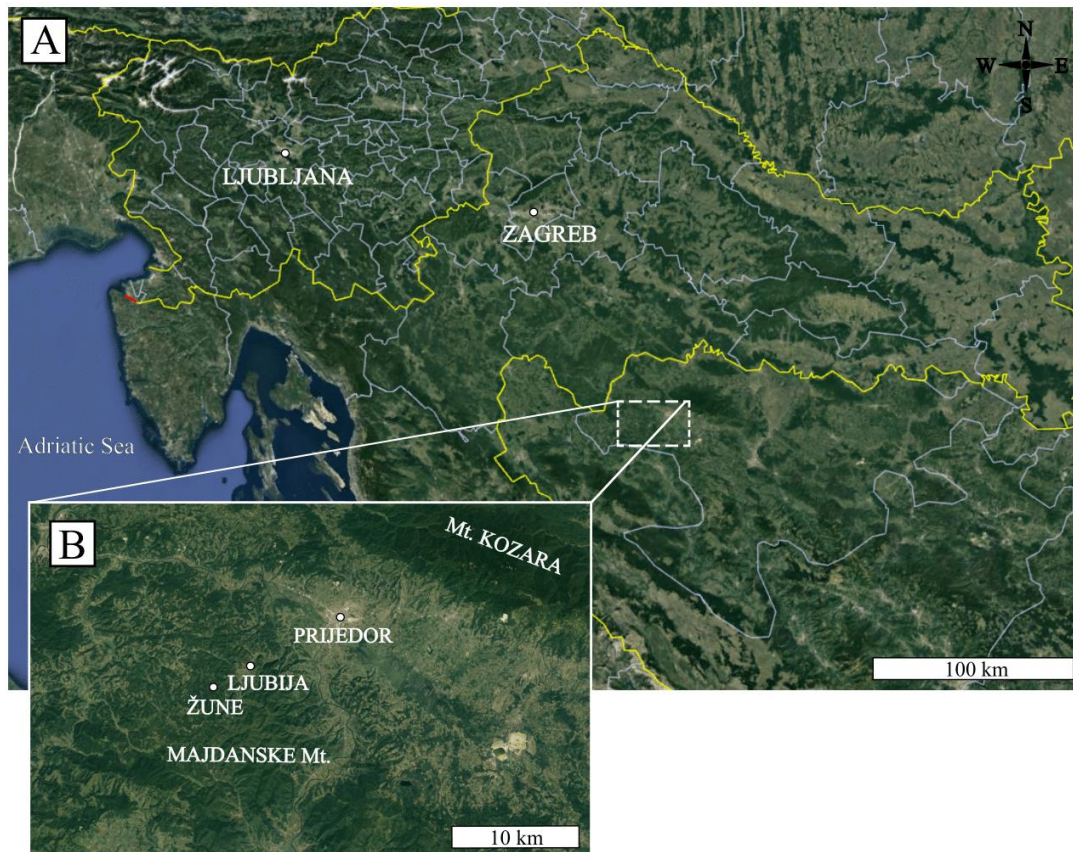 A
N
W E
S
LJUBLJANA
ZAGREB
Adriatic Sea
100 km
B
Mt. KOZARA
PRIJEDOR
LJUBIJA
ŽUNE
MAJDANSKE Mt.
10 km